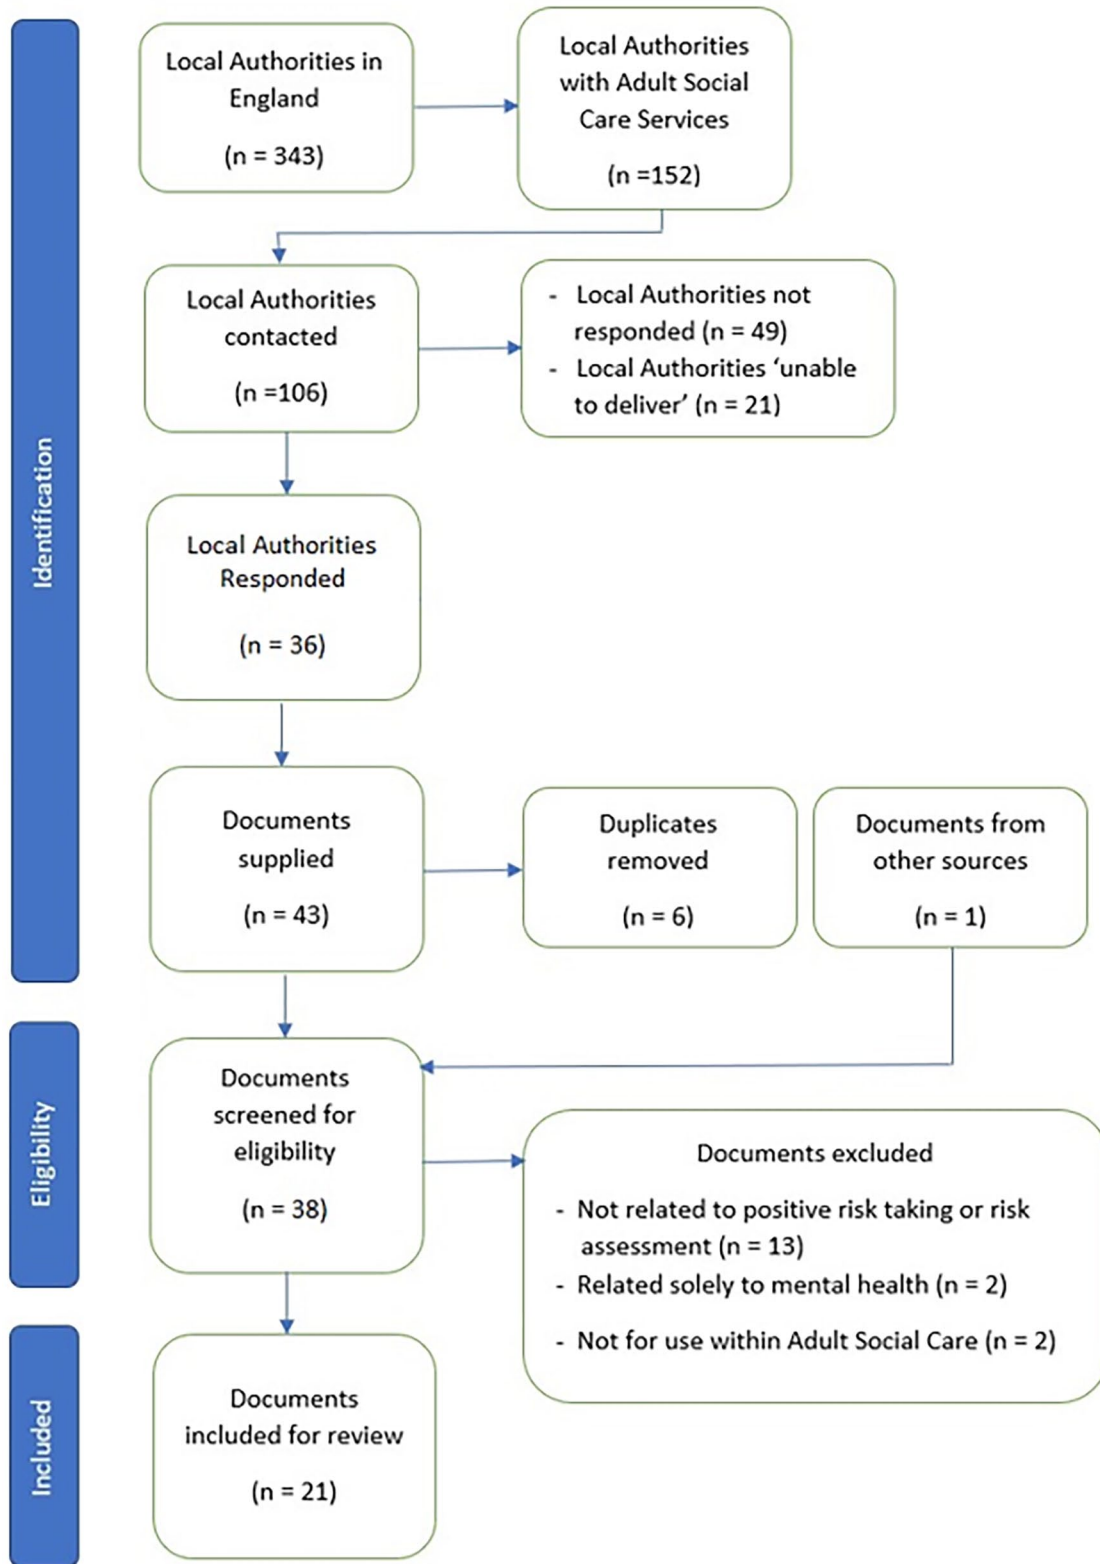 Identification
Local Authorities in
England
(n = 343)
Local Authorities
with Adult Social
Care Services
(n =152)
Local Authorities
contacted
(n =106)
- Local Authorities not
responded (n = 49)
- Local Authorities ‘unable
to deliver’ (n = 21)
Local Authorities
Responded
(n = 36)
Documents
supplied
(n = 43)
Duplicates
removed
(n = 6)
Documents from
other sources
(n = 1)
Eligibility
Documents
screened for
eligibility
(n = 38)
Documents excluded
- Not related to positive risk taking or risk
assessment (n = 13)
- Related solely to mental health (n = 2)
- Not for use within Adult Social Care (n = 2)
Included
Documents
included for review
(n = 21)